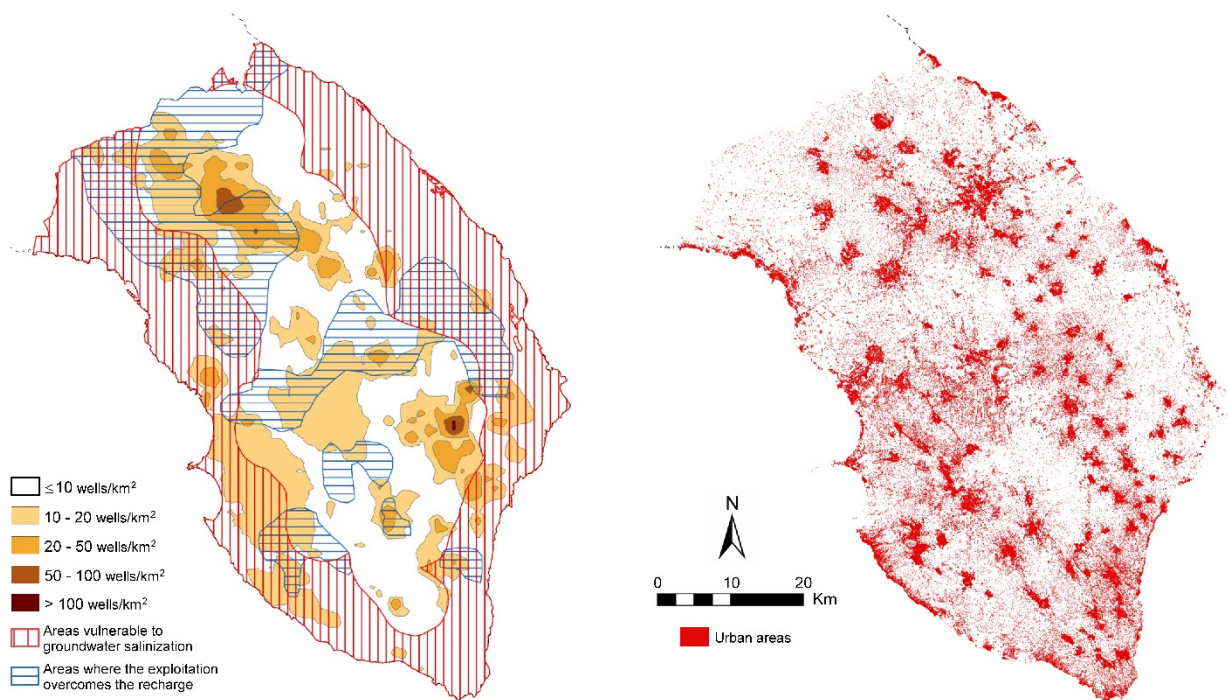 ≤10 wells/km²
10 - 20 wells/km²
20 - 50 wells/km²
50 - 100 wells/km²
> 100 wells/km²
Areas vulnerable to
groundwater salinization
Areas where the exploitation
overcomes the recharge
N
0 10 20
Km
Urban areas